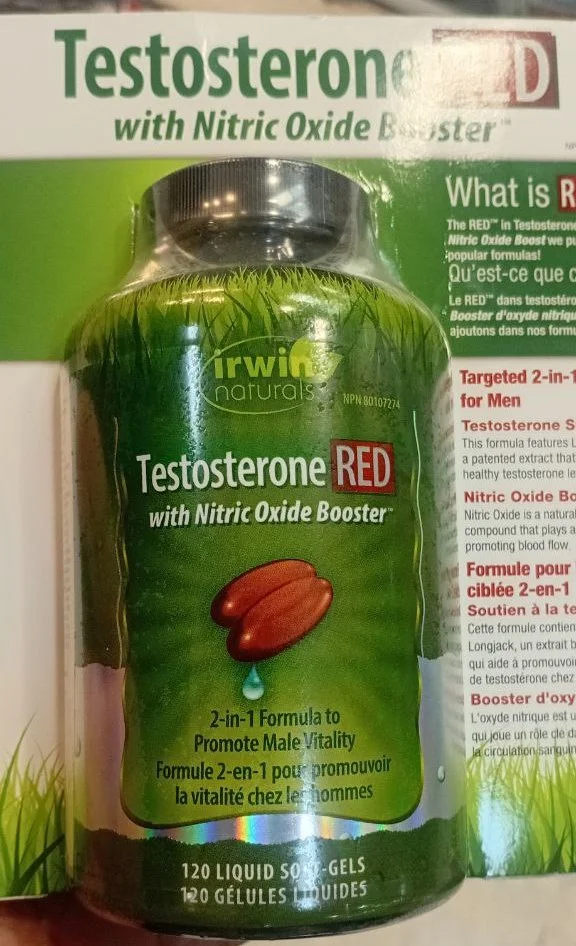 Testosterone RED
with Nitric Oxide Booster™
What is R
The RED™ in Testosterone
Nitric Oxide Boost we pu
popular formulas!
Qu'est-ce que c
Le RED™ dans testostéro
Booster d'oxyde nitriqu
ajoutons dans nos formu
irwin
naturals
NPN 80107274
Testosterone RED
with Nitric Oxide Booster™
2-in-1 Formula to
Promote Male Vitality
Formule 2-en-1 pour promouvoir
la vitalité chez les hommes
120 LIQUID SOFT-GELS
120 GÉLULES LIQUIDES
Targeted 2-in-1
for Men
Testosterone S
This formula features L
a patented extract that
healthy testosterone le
Nitric Oxide Bo
Nitric Oxide is a natura
compound that plays a
promoting blood flow.
Formule pour
ciblée 2-en-1
Soutien à la te
Cette formule contien
Longjack, un extrait b
qui aide à promouvoi
de testostérone chez
Booster d'oxy
L'oxyde nitrique est u
qui joue un rôle clé da
la circulation sanguin